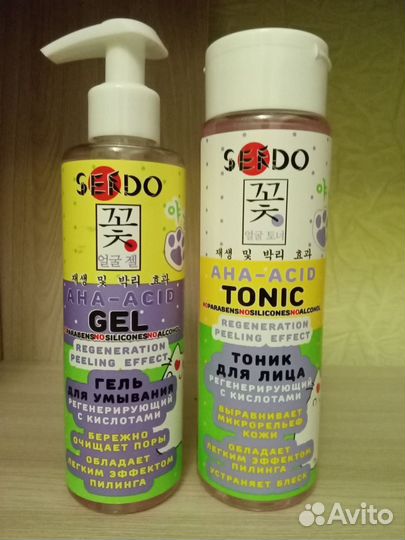 SENDO
꽃
얼굴 젤
재생 및 박리 효과
AHA-ACID
GEL
NOPARABENSNOSILICONESNOALCOHOL
REGENERATION
PEELING EFFECT
ГЕЛЬ
ДЛЯ УМЫВАНИЯ
РЕГЕНЕРИРУЮЩИЙ
С КИСЛОТАМИ
БЕРЕЖНО
ОЧИЩАЕТ ПОРЫ
ОБЛАДАЕТ
ЛЕГКИМ ЭФФЕКТОМ
ПИЛИНГА
SENDO
꽃
야
얼굴 토너
재생 및 박리 효과
AHA-ACID
TONIC
NOPARABENSNOSILICONESNOALCOHOL
REGENERATION
PEELING EFFECT
ТОНИК
ДЛЯ ЛИЦА
РЕГЕНЕРИРУЮЩИЙ
С КИСЛОТАМИ
ВЫРАВНИВАЕТ
МИКРОРЕЛЬЕФ
КОЖИ
ОБЛАДАЕТ
ЛЕГКИМ ЭФФЕКТОМ
ПИЛИНГА
УСТРАНЯЕТ БЛЕСК
Avito